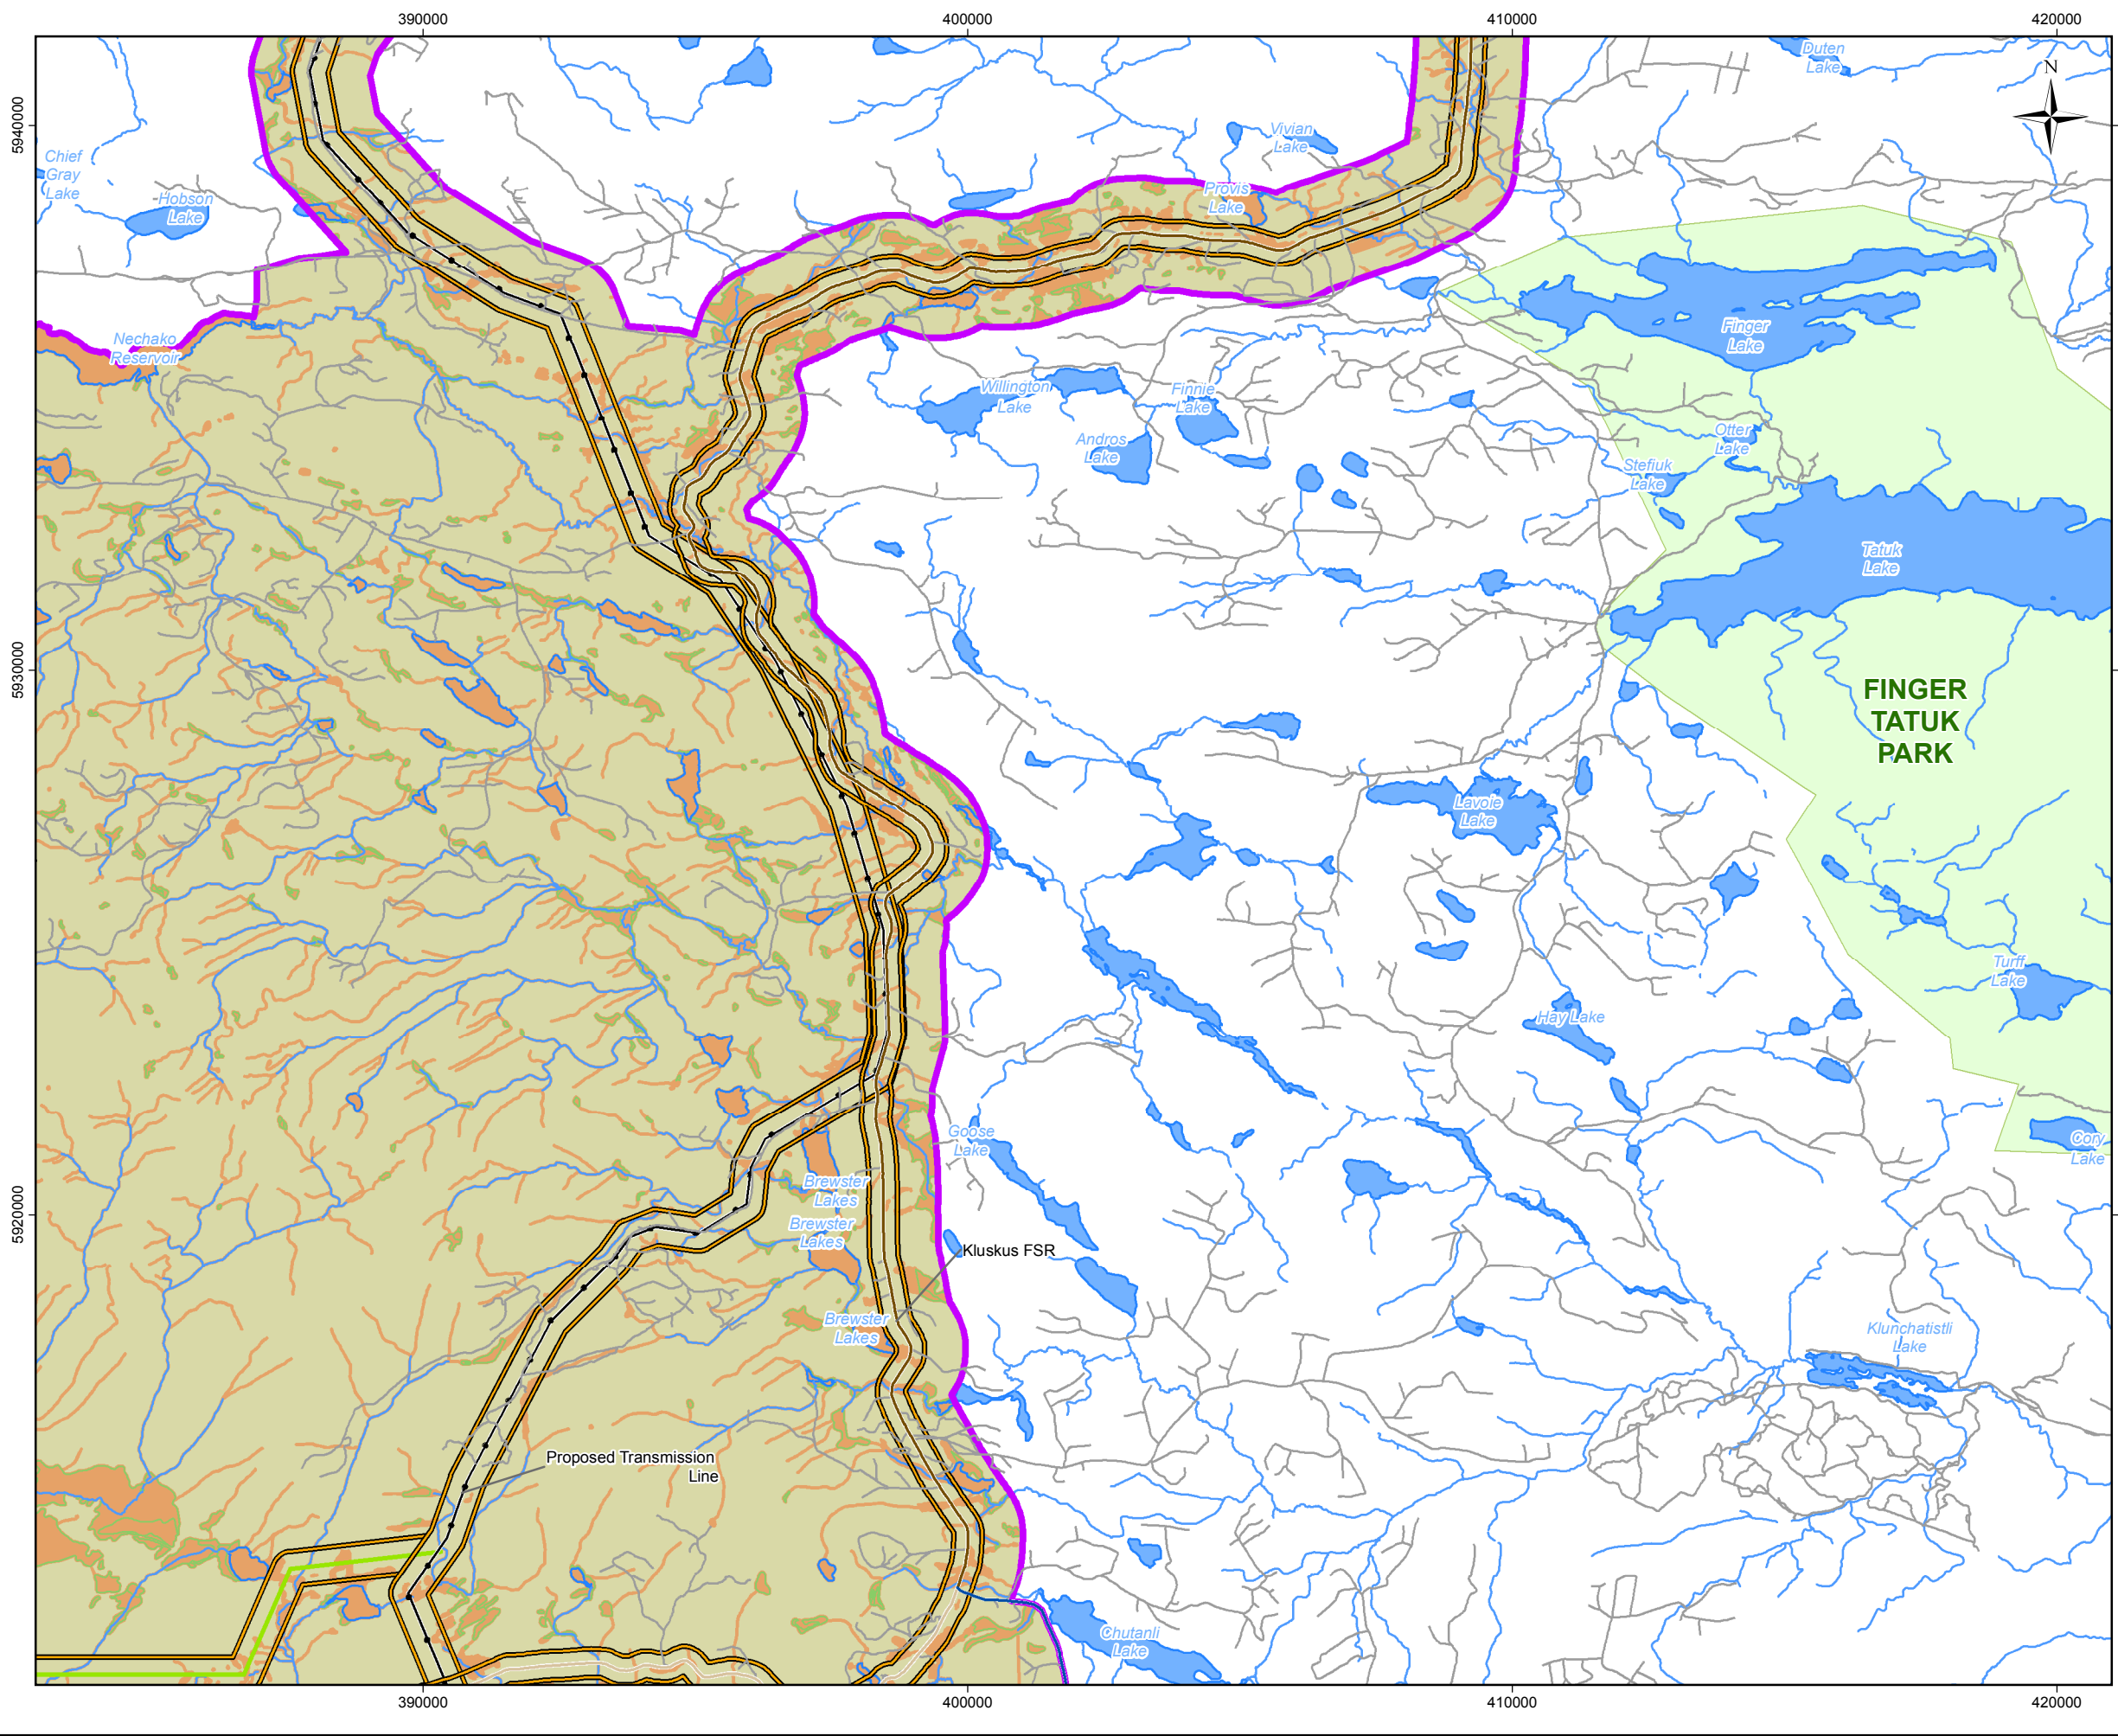 390000
400000
410000
420000
Duten
Lake
N
5940000
Vivian
Lake
Chief
Gray
Lake
Hobson
Lake
Provis
Lake
Nechako
Reservoir
Finger
Lake
Willington
Lake
Finnie
Lake
Andros
Lake
Otter
Lake
Stefiuk
Lake
Tatuk
Lake
5930000
FINGER
TATUK
PARK
Lavoie
Lake
Turff
Lake
Hay Lake
Goose
Lake
Cory
Lake
Brewster
Lakes
5920000
Brewster
Lakes
Kluskus FSR
Brewster
Lakes
Klunchatistli
Lake
Proposed Transmission
Line
Chutanli
Lake
390000
400000
410000
420000